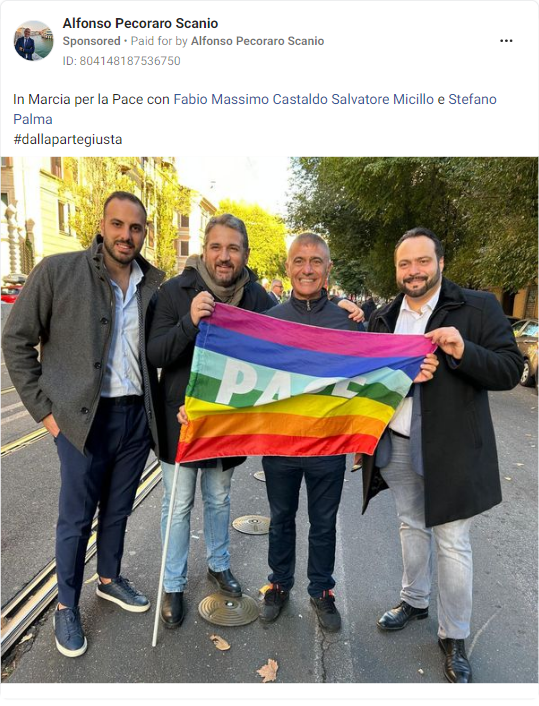 Alfonso Pecoraro Scanio
Sponsored • Paid for by Alfonso Pecoraro Scanio
ID: 804148187536750
In Marcia per la Pace con Fabio Massimo Castaldo Salvatore Micillo e Stefano
Palma
#dallapartegiusta
PACE